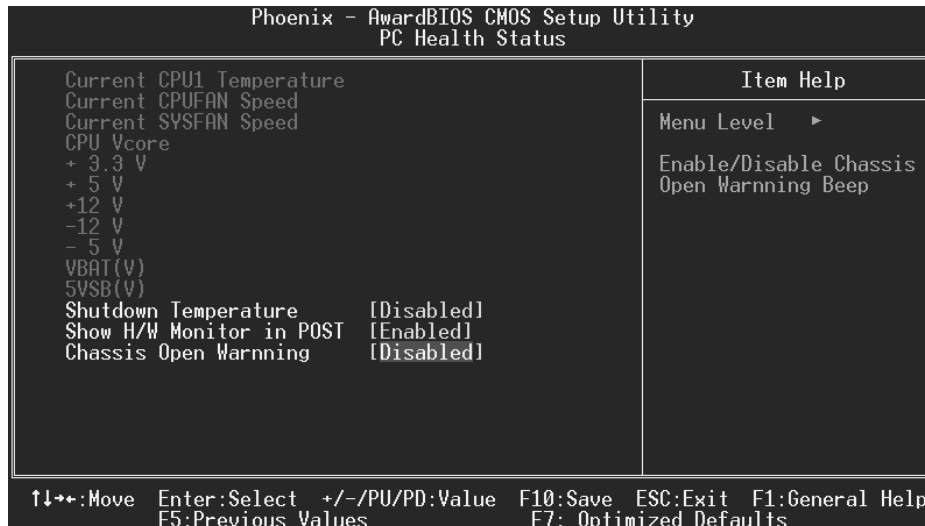 Phoenix - AwardBIOS CMOS Setup Utility
PC Health Status
Current CPU1 Temperature
Current CPUFAN Speed
Current SYSFAN Speed
CPU Vcore
+ 3.3 V
+ 5 V
+12 V
-12 V
- 5 V
VBAT(V)
5VSB(V)
Shutdown Temperature [Disabled]
Show H/W Monitor in POST [Enabled]
Chassis Open Warnning [Disabled]
Item Help
Menu Level ►
Enable/Disable Chassis
Open Warnning Beep
↑↓→←:Move Enter:Select +/-/PU/PD:Value F10:Save ESC:Exit F1:General Help
F5:Previous Values F7: Optimized Defaults